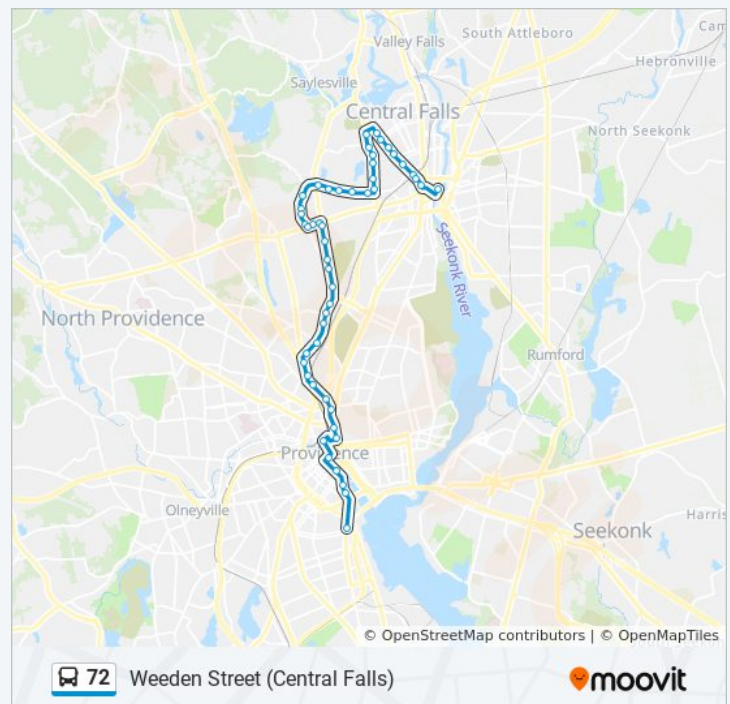 South Attleboro
Cam
Valley Falls
Hebronville
Saylesville
Central Falls
North Seekonk
Seekonk River
North Providence
Rumford
Providence
Olneyville
Harris
Seekonk
© OpenStreetMap contributors | © OpenMapTiles
72 Weeden Street (Central Falls)
moovit